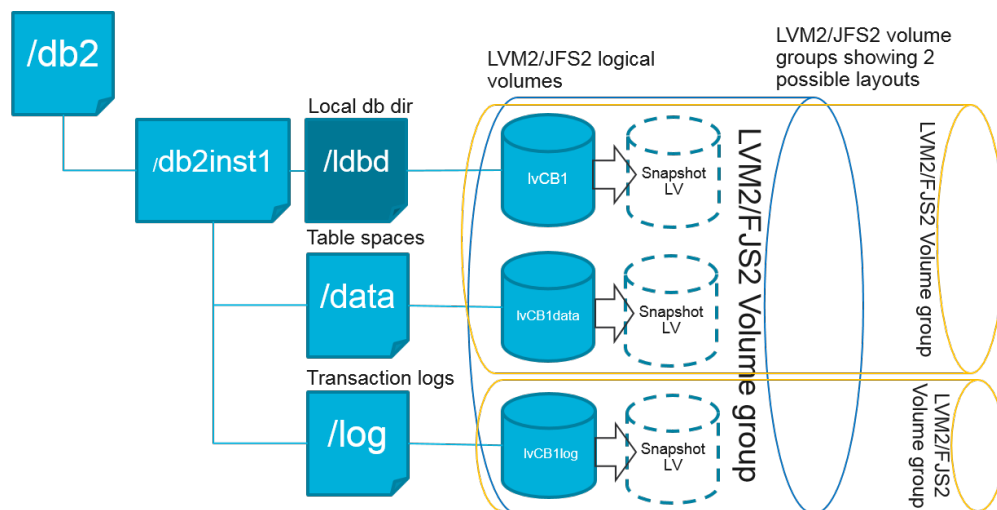 /db2
LVM2/JFS2 logical
volumes
LVM2/JFS2 volume
groups showing 2
possible layouts
Local db dir
/db2inst1
/ldbd
lvCB1
Snapshot
LV
Table spaces
/data
lvCB1data
Snapshot
LV
Transaction logs
/log
lvCB1log
Snapshot
LV
LVM2/FJS2 Volume group
LVM2/FJS2 Volume group
LVM2/FJS2
Volume group